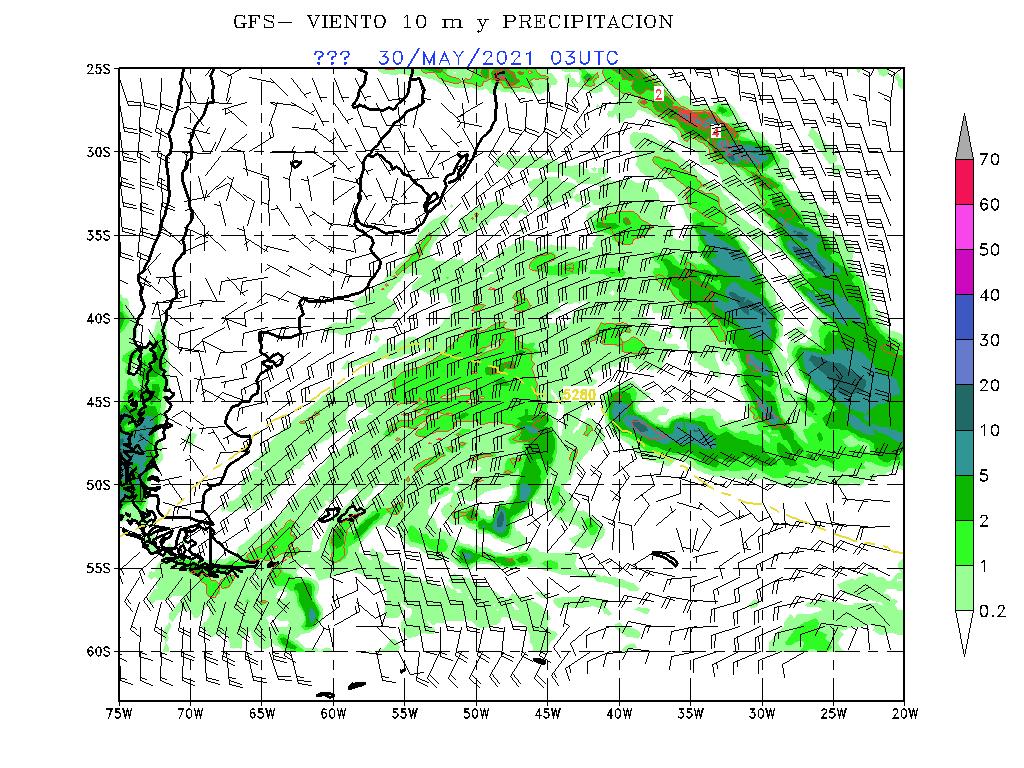 GFS- VIENTO 10 m y PRECIPITACION
??? 30/MAY/2021 03UTC
25S
30S
35S
40S
45S
50S
55S
60S
75W 70W 65W 60W 55W 50W 45W 40W 35W 30W 25W 20W
2
4
5280
70
60
50
40
30
20
10
5
2
1
0.2